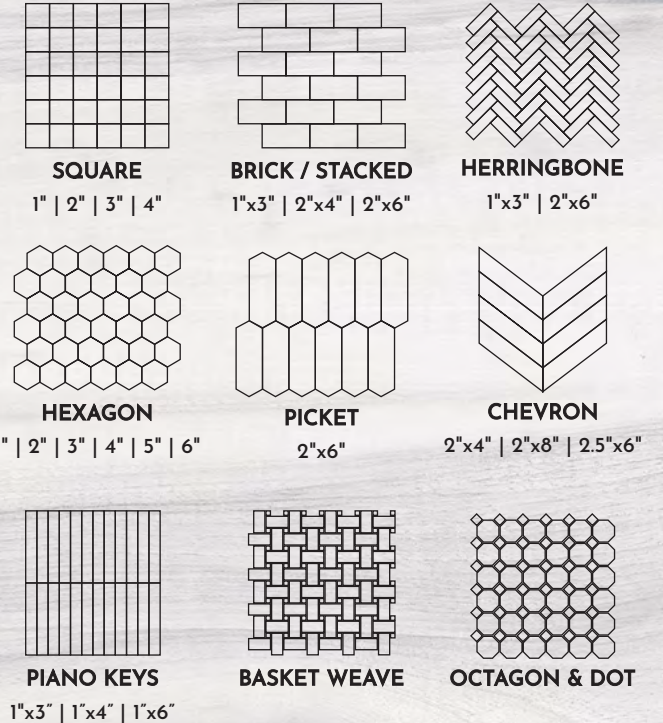 SQUARE
1" | 2" | 3" | 4"
BRICK / STACKED
1"x3" | 2"x4" | 2"x6"
HERRINGBONE
1"x3" | 2"x6"
HEXAGON
" | 2" | 3" | 4" | 5" | 6"
PICKET
2"x6"
CHEVRON
2"x4" | 2"x8" | 2.5"x6"
PIANO KEYS
1"x3" | 1"x4" | 1"x6"
BASKET WEAVE
OCTAGON & DOT